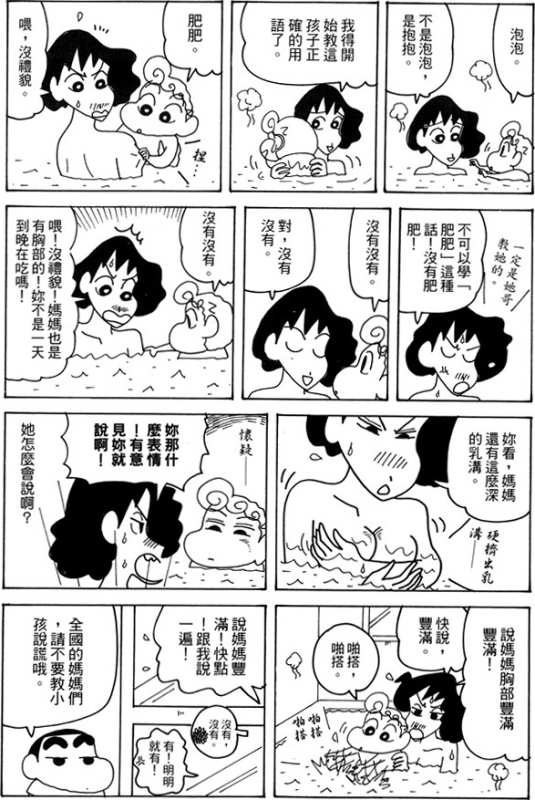 泡泡。
不是泡泡，
是抱抱。
我得開
始教這
孩子正
確的用
語了。
肥肥。
捏…
喂，沒禮貌。
一定是她哥
教她的。
不可以學「
肥肥」這種
話！沒有肥
肥！
沒有沒有。
對，沒有
沒有。
沒有沒有。
喂！沒禮貌！媽媽也是
有胸部的！妳不是一天
到晚在吃嗎！
妳看，媽媽
還有這麼深
的乳溝。
硬擠出乳
溝
懷疑
妳那什
麼表情
！有意
見妳就
說啊！
她怎麼會說啊？
說媽媽胸部豐滿
豐滿！
快說，
豐滿。
啪搭，
啪搭。
啪搭
啪搭
說媽媽豐
滿！快點
！跟我說
一遍！
沒有，
沒有。
有！明明
就有！
全國的媽媽們
，請不要教小
孩說謊哦。